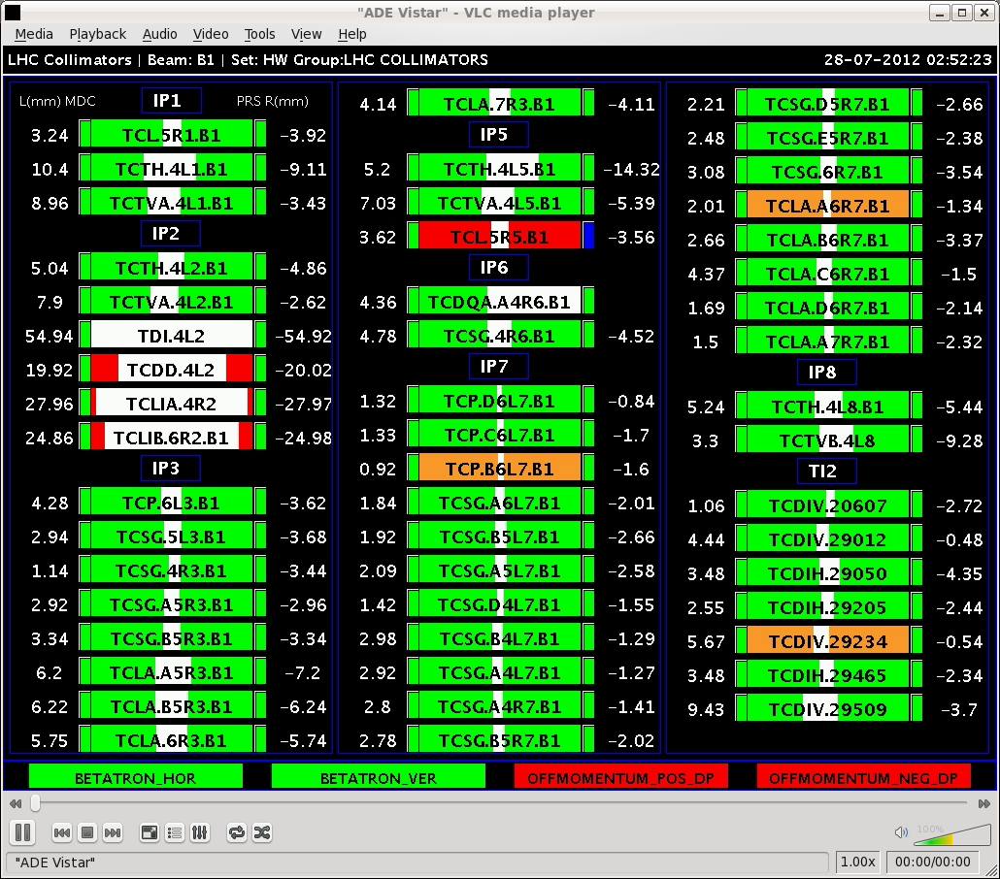 "ADE Vistar" - VLC media player
Media Playback Audio Video Tools View Help
LHC Collimators | Beam: B1 | Set: HW Group:LHC COLLIMATORS 28-07-2012 02:52:23
L(mm) MDC IP1 PRS R(mm)
3.24 TCL.5R1.B1 -3.92
10.4 TCTH.4L1.B1 -9.11
8.96 TCTVA.4L1.B1 -3.43
IP2
5.04 TCTH.4L2.B1 -4.86
7.9 TCTVA.4L2.B1 -2.62
54.94 TDI.4L2 -54.92
19.92 TCDD.4L2 -20.02
27.96 TCLIA.4R2 -27.97
24.86 TCLIB.6R2.B1 -24.98
IP3
4.28 TCP.6L3.B1 -3.62
2.94 TCSG.5L3.B1 -3.68
1.14 TCSG.4R3.B1 -3.44
2.92 TCSG.A5R3.B1 -2.96
3.34 TCSG.B5R3.B1 -3.34
6.2 TCLA.A5R3.B1 -7.2
6.22 TCLA.B5R3.B1 -6.24
5.75 TCLA.6R3.B1 -5.74
4.14 TCLA.7R3.B1 -4.11
IP5
5.2 TCTH.4L5.B1 -14.32
7.03 TCTVA.4L5.B1 -5.39
3.62 TCL.5R5.B1 -3.56
IP6
4.36 TCDQA.A4R6.B1
4.78 TCSG.4R6.B1 -4.52
IP7
1.32 TCP.D6L7.B1 -0.84
1.33 TCP.C6L7.B1 -1.7
0.92 TCP.B6L7.B1 -1.6
1.84 TCSG.A6L7.B1 -2.01
1.92 TCSG.B5L7.B1 -2.66
2.09 TCSG.A5L7.B1 -2.58
1.42 TCSG.D4L7.B1 -1.55
2.98 TCSG.B4L7.B1 -1.29
2.92 TCSG.A4L7.B1 -1.27
2.8 TCSG.A4R7.B1 -1.41
2.78 TCSG.B5R7.B1 -2.02
2.21 TCSG.D5R7.B1 -2.66
2.48 TCSG.E5R7.B1 -2.38
3.08 TCSG.6R7.B1 -3.54
2.01 TCLA.A6R7.B1 -1.34
2.66 TCLA.B6R7.B1 -3.37
4.37 TCLA.C6R7.B1 -1.5
1.69 TCLA.D6R7.B1 -2.14
1.5 TCLA.A7R7.B1 -2.32
IP8
5.24 TCTH.4L8.B1 -5.44
3.3 TCTVB.4L8 -9.28
TI2
1.06 TCDIV.20607 -2.72
4.44 TCDIV.29012 -0.48
3.48 TCDIH.29050 -4.35
2.55 TCDIH.29205 -2.44
5.67 TCDIV.29234 -0.54
3.48 TCDIH.29465 -2.34
9.43 TCDIV.29509 -3.7
BETATRON_HOR BETATRON_VER OFFMOMENTUM_POS_DP OFFMOMENTUM_NEG_DP
100%
"ADE Vistar" 1.00x 00:00/00:00